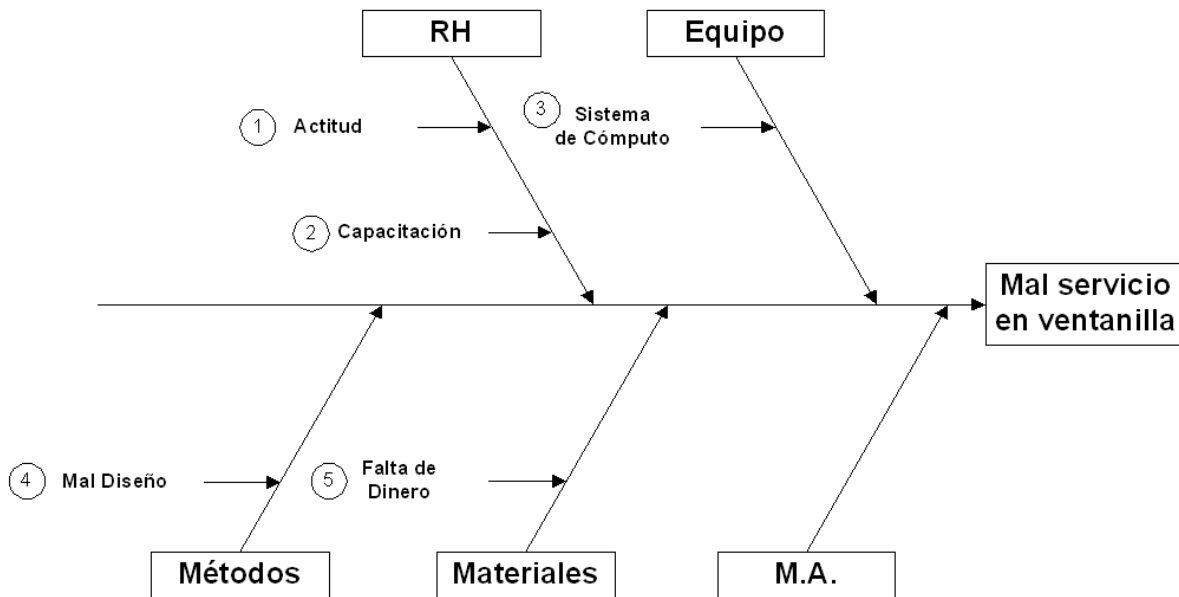 RH
Equipo
1 Actitud
3 Sistema
de Cómputo
2 Capacitación
Mal servicio
en ventanilla
4 Mal Diseño
5 Falta de
Dinero
Métodos
Materiales
M.A.